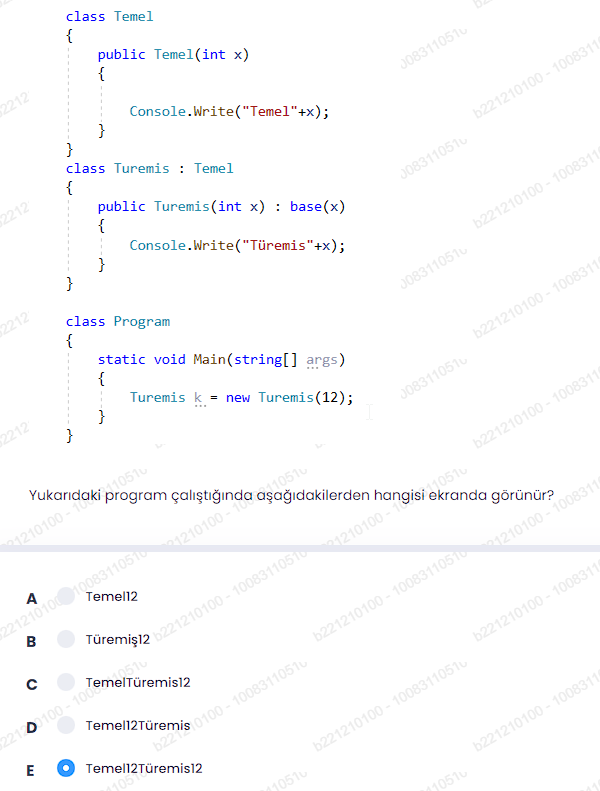 class Temel
{
public Temel(int x)
{
Console.Write("Temel"+x);
}
}
class Turemis : Temel
{
public Turemis(int x) : base(x)
{
Console.Write("Türemis"+x);
}
}
class Program
{
static void Main(string[] args)
{
Turemis k = new Turemis(12);
}
}
Yukarıdaki program çalıştığında aşağıdakilerden hangisi ekranda görünür?
A Temel12
B Türemiş12
C TemelTüremis12
D Temel12Türemis
E Temel12Türemis12